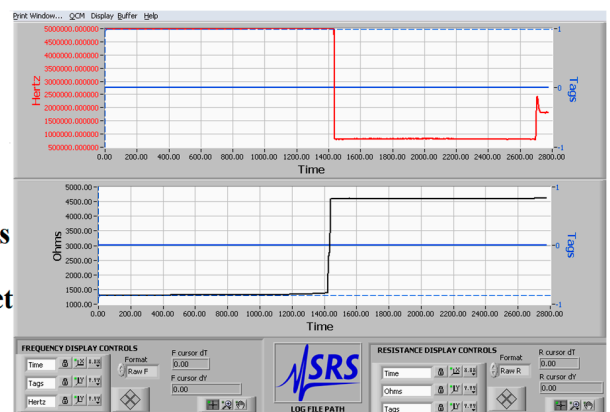 Print Window... QCM Display Buffer Help
5000000.000000
4500000.000000
4000000.000000
3500000.000000
3000000.000000
2500000.000000
2000000.000000
1500000.000000
1000000.000000
500000.000000
Hertz
1
0
-1
Tags
0.00 200.00 400.00 600.00 800.00 1000.00 1200.00 1400.00 1600.00 1800.00 2000.00 2200.00 2400.00 2600.00 2800.00
Time
5000.00
4500.00
4000.00
3500.00
3000.00
2500.00
2000.00
1500.00
1000.00
Ohms
1
0
-1
Tags
0.00 200.00 400.00 600.00 800.00 1000.00 1200.00 1400.00 1600.00 1800.00 2000.00 2200.00 2400.00 2600.00 2800.00
Time
s
et
FREQUENCY DISPLAY CONTROLS
Time
Tags
Hertz
Format
Raw F
F cursor dT
0.00
F cursor dY
0.00
SRS
LOG FILE PATH
RESISTANCE DISPLAY CONTROLS
Time
Ohms
Tags
Format
Raw R
R cursor dT
0.00
R cursor dY
0.00